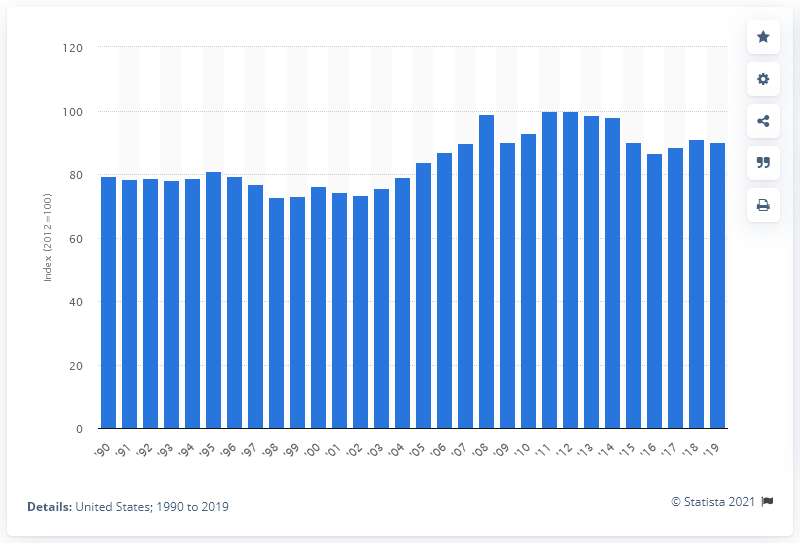 120
100
80
60
40
20
0
Index (2012=100)
'90 '91 '92 '93 '94 '95 '96 '97 '98 '99 '00 '01 '02 '03 '04 '05 '06 '07 '08 '09 '10 '11 '12 '13 '14 '15 '16 '17 '18 '19
Details: United States; 1990 to 2019
© Statista 2021